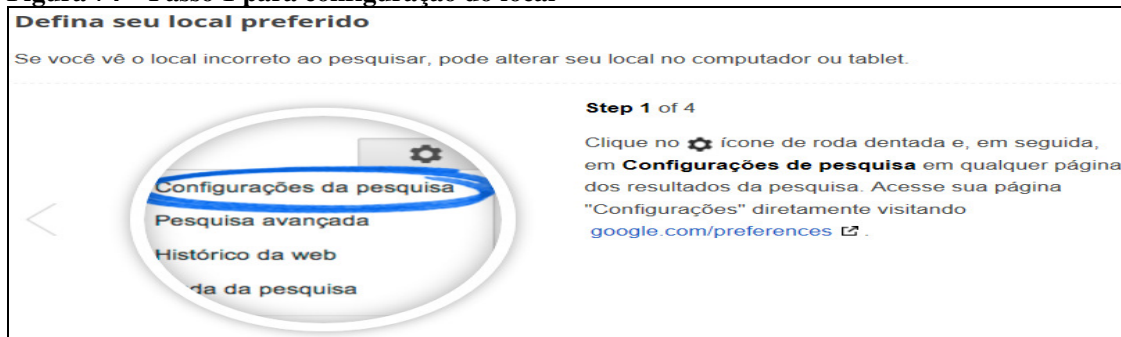 Defina seu local preferido
Se você vê o local incorreto ao pesquisar, pode alterar seu local no computador ou tablet.
Configurações da pesquisa
Pesquisa avançada
Histórico da web
da pesquisa
Step 1 of 4
Clique no ícone de roda dentada e, em seguida,
em Configurações de pesquisa em qualquer página
dos resultados da pesquisa. Acesse sua página
"Configurações" diretamente visitando
google.com/preferences .